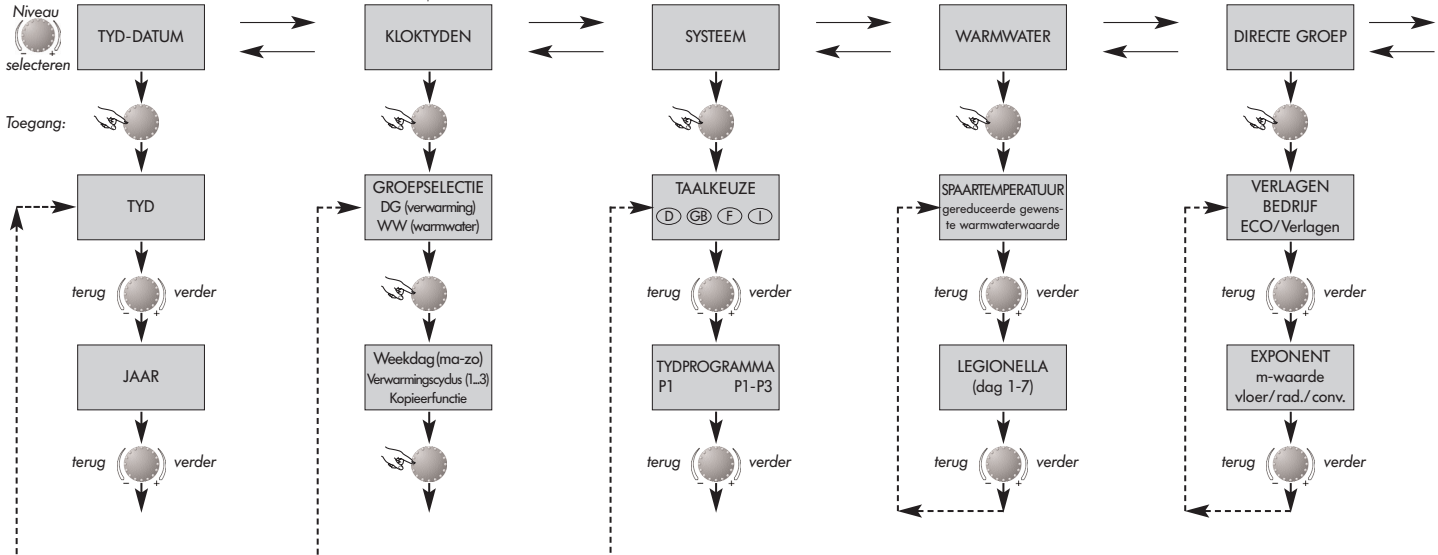 Niveau
selecteren
TYD-DATUM
KLOKTYDEN
SYSTEEM
WARMWATER
DIRECTE GROEP
- +
Toegang:
TYD
GROEPSELECTIE
DG (verwarming)
WW (warmwater)
TAALKEUZE
D GB F I
SPAARTEMPERATUUR
gereduceerde gewens-
te warmwaterwaarde
VERLAGEN
BEDRIJF
ECO/Verlagen
terug - + verder
terug - + verder
terug - + verder
terug - + verder
JAAR
Weekdag (ma-zo)
Verwarmingscydus (1...3)
Kopieerfunctie
TYDPROGRAMMA
P1 P1-P3
LEGIONELLA
(dag 1-7)
EXPONENT
m-waarde
vloer/rad./conv.
terug - + verder
terug - + verder
terug - + verder
terug - + verder